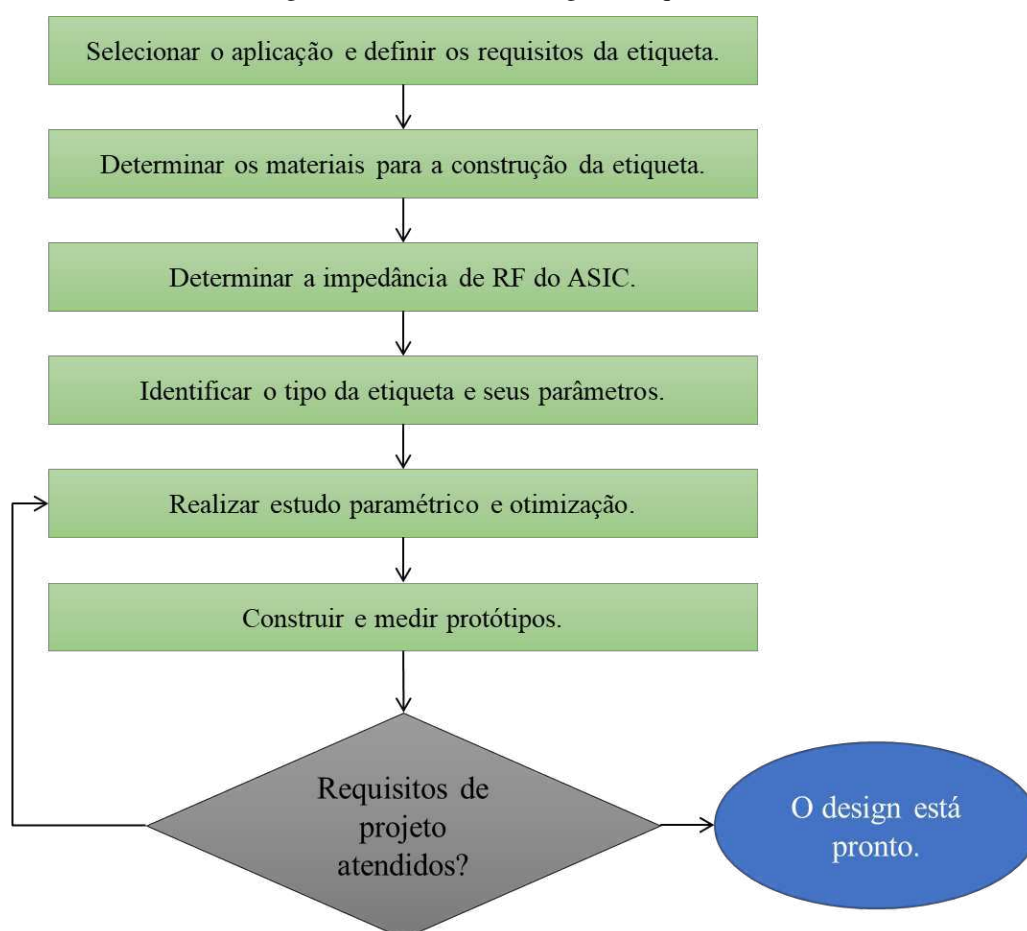 Selecionar o aplicação e definir os requisitos da etiqueta.
Determinar os materiais para a construção da etiqueta.
Determinar a impedância de RF do ASIC.
Identificar o tipo da etiqueta e seus parâmetros.
Realizar estudo paramétrico e otimização.
Construir e medir protótipos.
Requisitos de
projeto
atendidos?
O design está
pronto.